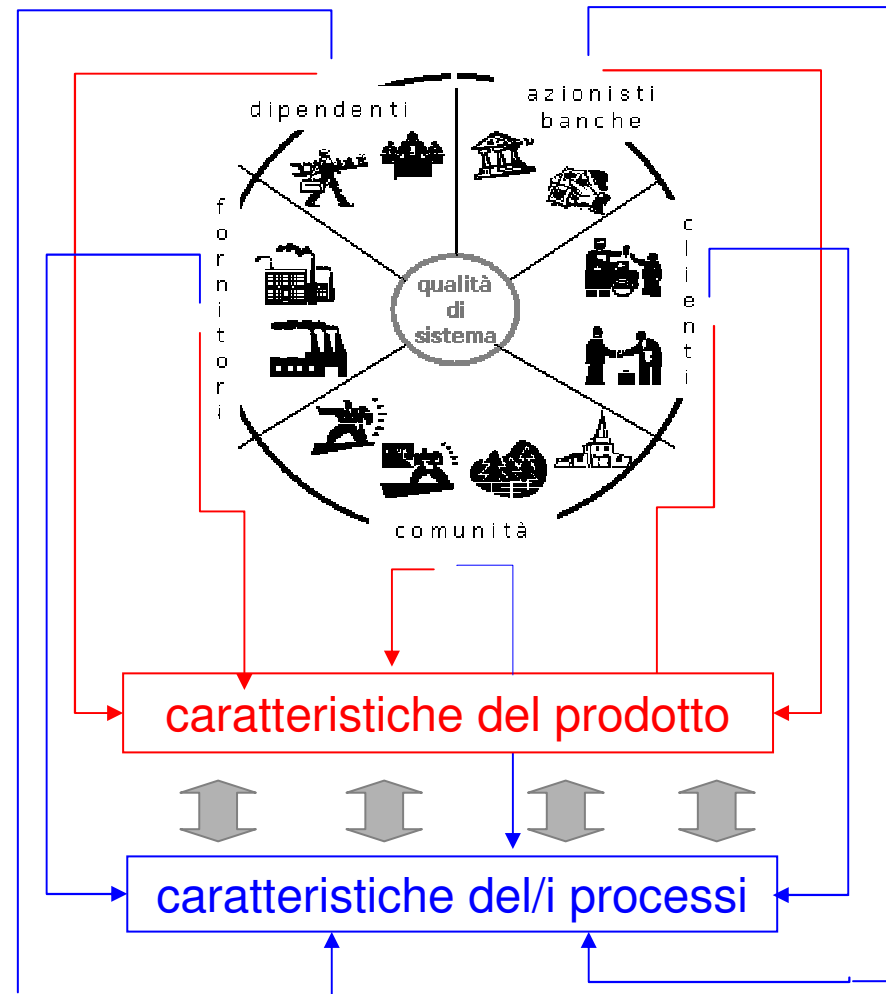 dipendenti
azionisti
banche
fornitori
clienti
qualità
di
sistema
comunità
caratteristiche del prodotto
caratteristiche del/i processi